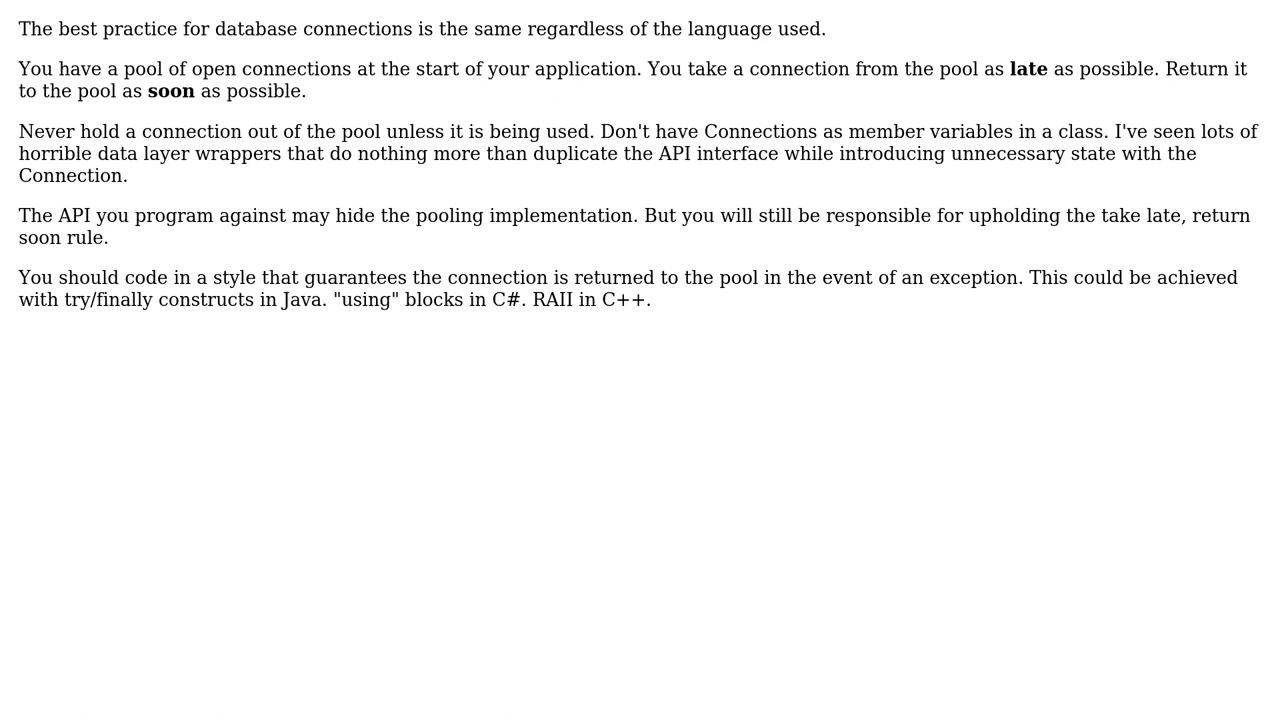 The best practice for database connections is the same regardless of the language used.
You have a pool of open connections at the start of your application. You take a connection from the pool as late as possible. Return it
to the pool as soon as possible.
Never hold a connection out of the pool unless it is being used. Don't have Connections as member variables in a class. I've seen lots of
horrible data layer wrappers that do nothing more than duplicate the API interface while introducing unnecessary state with the
Connection.
The API you program against may hide the pooling implementation. But you will still be responsible for upholding the take late, return
soon rule.
You should code in a style that guarantees the connection is returned to the pool in the event of an exception. This could be achieved
with try/finally constructs in Java. "using" blocks in C#. RAII in C++.